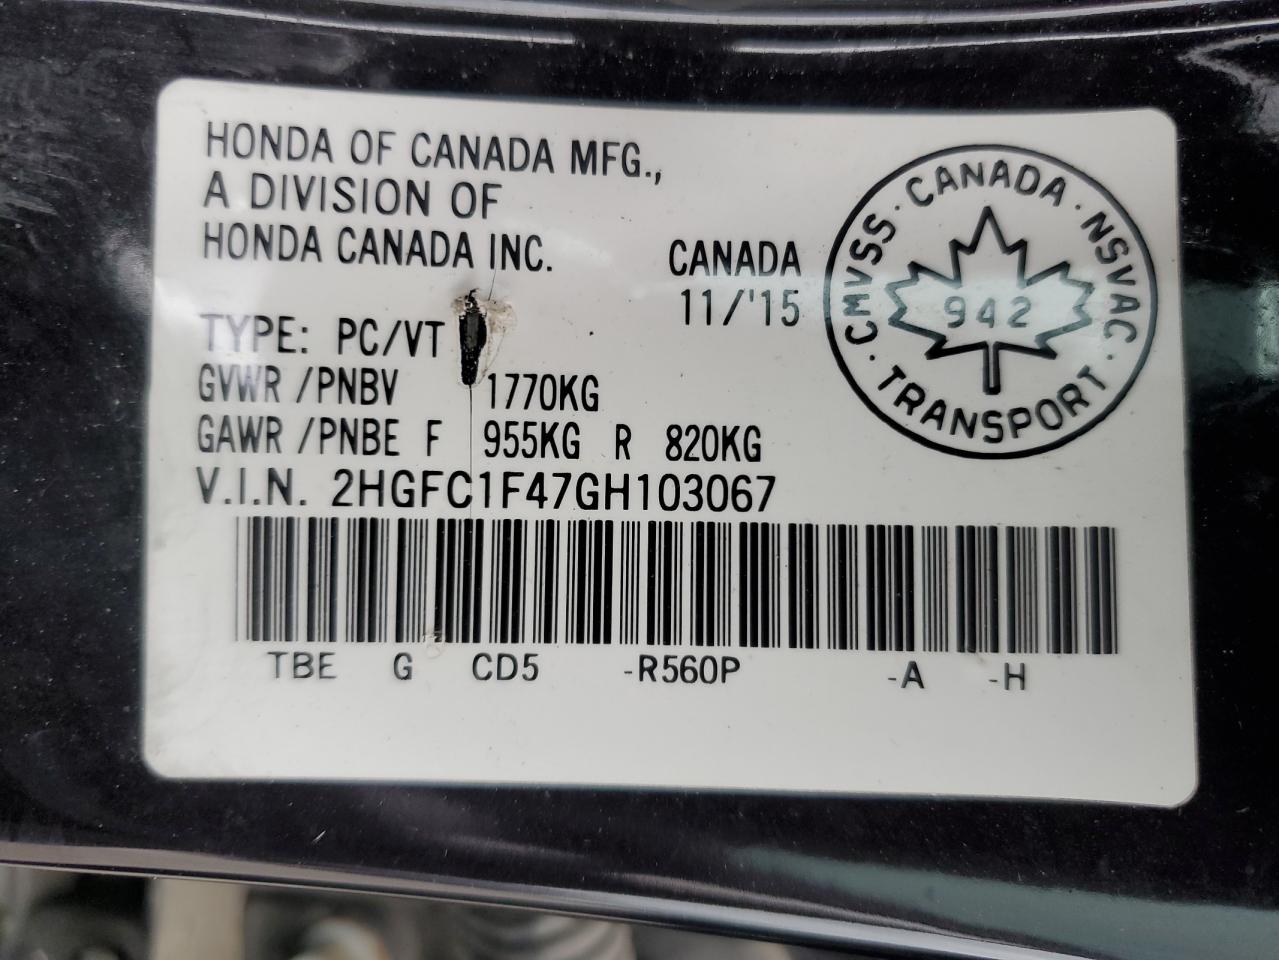 HONDA OF CANADA MFG.,
A DIVISION OF
HONDA CANADA INC.
CANADA
11/'15
CMVSS · CANADA · NSVAC · TRANSPORT ·
942
TYPE: PC/VT
GVWR /PNBV 1770KG
GAWR /PNBE F 955KG R 820KG
V.I.N. 2HGFC1F47GH103067
TBE G CD5 -R560P -A -H